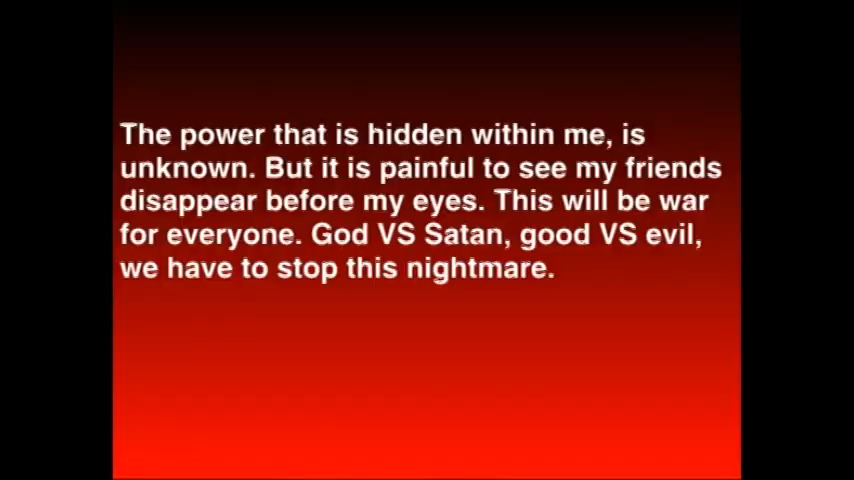 The power that is hidden within me, is
unknown. But it is painful to see my friends
disappear before my eyes. This will be war
for everyone. God VS Satan, good VS evil,
we have to stop this nightmare.